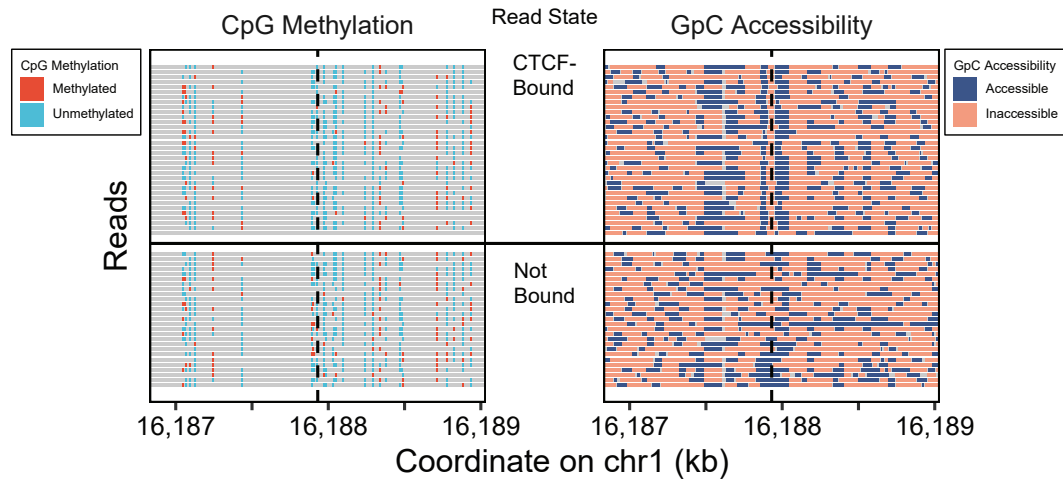 CpG Methylation
Read State
GpC Accessibility
CpG Methylation
Methylated
Unmethylated
CTCF-
Bound
GpC Accessibility
Accessible
Inaccessible
Reads
Not
Bound
16,187
16,188
16,189
16,187
16,188
16,189
Coordinate on chr1 (kb)